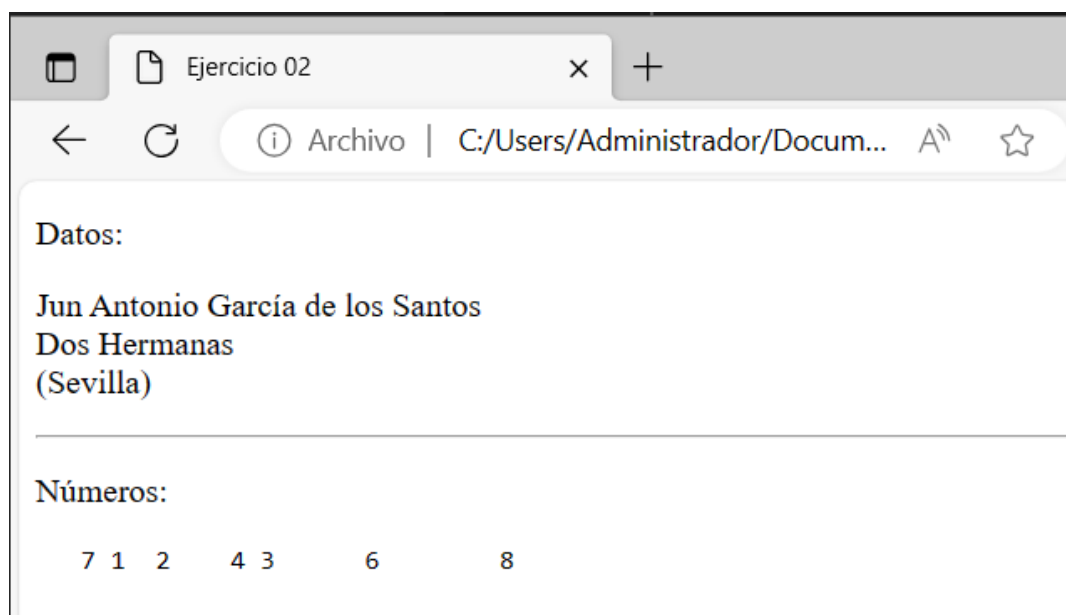 Ejercicio 02
Archivo | C:/Users/Administrador/Docum...
Datos:
Jun Antonio García de los Santos
Dos Hermanas
(Sevilla)
Números:
7 1  2    4 3      6        8